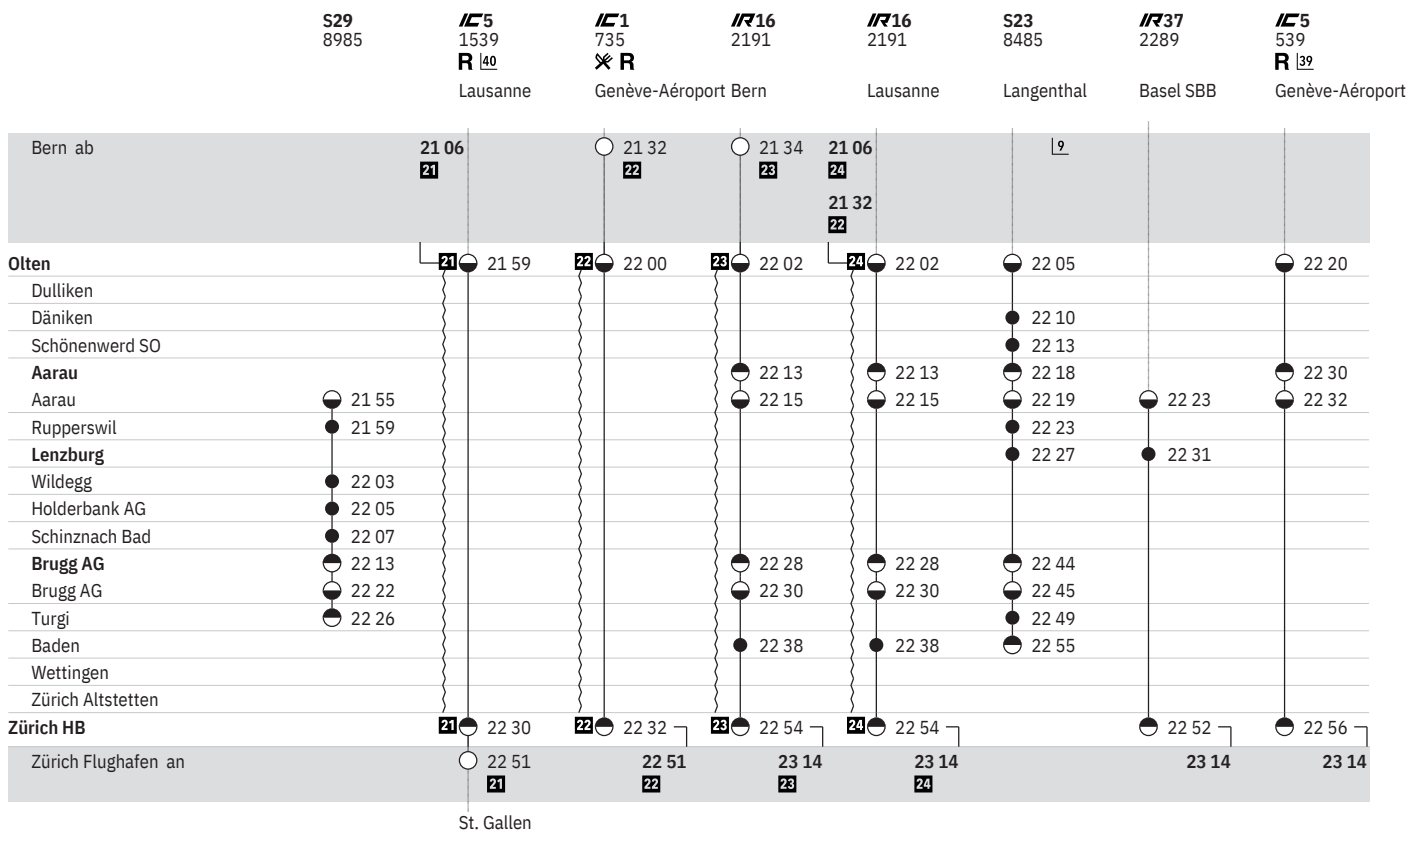 S29 IC5 IC1 IR16 IR16 S23 IR37 IC5
8985 1539 735 2191 2191 8485 2289 539
R 40 R R 39
Lausanne Genève-Aéroport Bern Lausanne Langenthal Basel SBB Genève-Aéroport
Bern ab 21 06 21 32 21 34 21 06 9
21 22 23 24
21 32
22
Olten 21 21 59 22 22 00 23 22 02 24 22 02 22 05 22 20
Dulliken
Däniken 22 10
Schönenwerd SO 22 13
Aarau 22 13 22 13 22 18 22 30
Aarau 21 55 22 15 22 15 22 19 22 23 22 32
Rupperswil 21 59 22 23
Lenzburg 22 27 22 31
Wildegg 22 03
Holderbank AG 22 05
Schinznach Bad 22 07
Brugg AG 22 13 22 28 22 28 22 44
Brugg AG 22 22 22 30 22 30 22 45
Turgi 22 26 22 49
Baden 22 38 22 38 22 55
Wettingen
Zürich Altstetten
Zürich HB 21 22 30 22 22 32 23 22 54 24 22 54 22 52 22 56
Zürich Flughafen an 22 51 22 51 23 14 23 14 23 14 23 14
21 22 23 24
St. Gallen